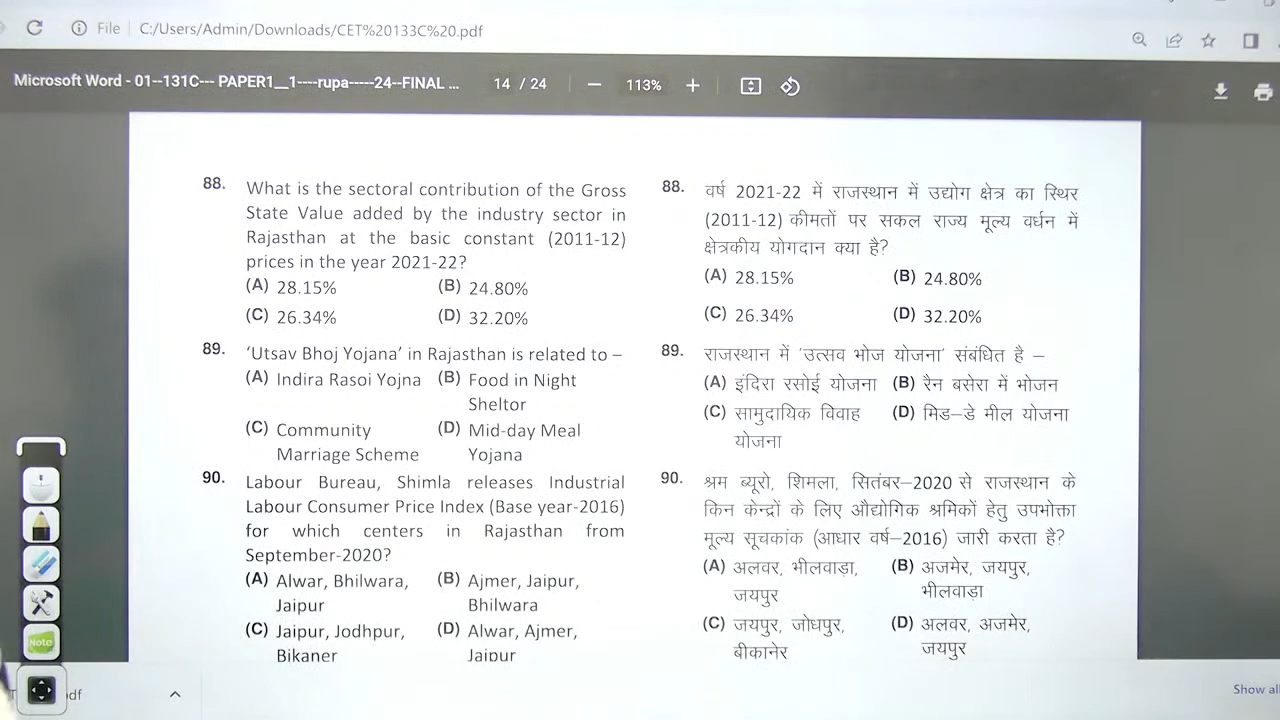 File C:/Users/Admin/Downloads/CET%20133C%20.pdf
Microsoft Word - 01--131C--- PAPER1__1----rupa-----24--FINAL ... 14 / 24 − 113% +
88. What is the sectoral contribution of the Gross
State Value added by the industry sector in
Rajasthan at the basic constant (2011-12)
prices in the year 2021-22?
(A) 28.15% (B) 24.80%
(C) 26.34% (D) 32.20%
89. 'Utsav Bhoj Yojana' in Rajasthan is related to –
(A) Indira Rasoi Yojna (B) Food in Night
Sheltor
(C) Community (D) Mid-day Meal
Marriage Scheme Yojana
90. Labour Bureau, Shimla releases Industrial
Labour Consumer Price Index (Base year-2016)
for which centers in Rajasthan from
September-2020?
(A) Alwar, Bhilwara, (B) Ajmer, Jaipur,
Jaipur Bhilwara
(C) Jaipur, Jodhpur, (D) Alwar, Ajmer,
Bikaner Jaipur
88. वर्ष 2021-22 में राजस्थान में उद्योग क्षेत्र का स्थिर
(2011-12) कीमतों पर सकल राज्य मूल्य वर्धन में
क्षेत्रकीय योगदान क्या है?
(A) 28.15% (B) 24.80%
(C) 26.34% (D) 32.20%
89. राजस्थान में 'उत्सव भोज योजना' संबंधित है –
(A) इंदिरा रसोई योजना (B) रैन बसेरा में भोजन
(C) सामुदायिक विवाह (D) मिड–डे मील योजना
योजना
90. श्रम ब्यूरो, शिमला, सितंबर–2020 से राजस्थान के
किन केन्द्रों के लिए औद्योगिक श्रमिकों हेतु उपभोक्ता
मूल्य सूचकांक (आधार वर्ष–2016) जारी करता है?
(A) अलवर, भीलवाड़ा, (B) अजमेर, जयपुर,
जयपुर भीलवाड़ा
(C) जयपुर, जोधपुर, (D) अलवर, अजमेर,
बीकानेर जयपुर
Note
df
Show all